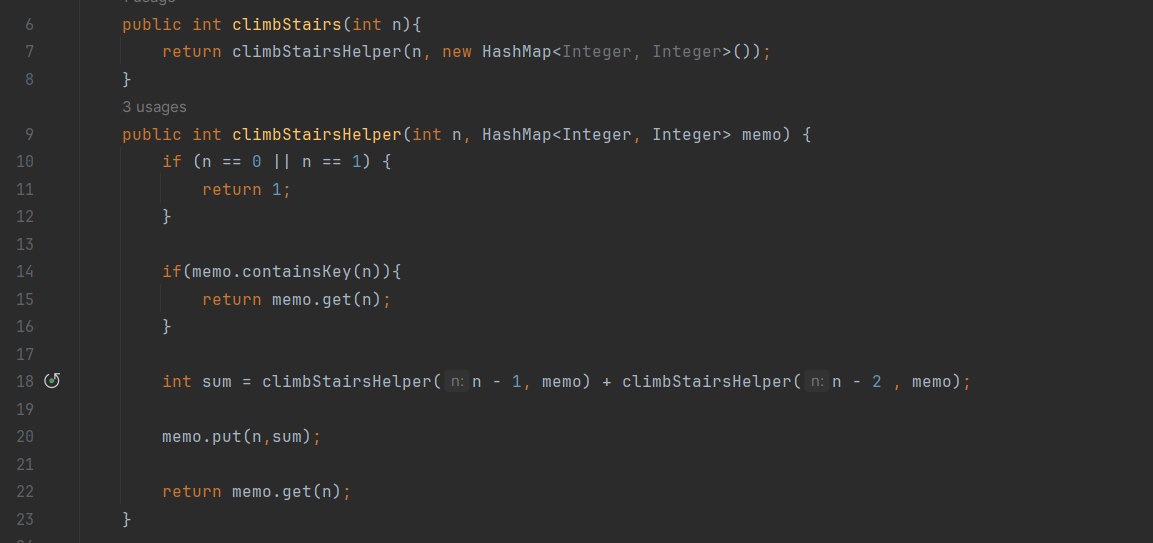 6 public int climbStairs(int n){
7 return climbStairsHelper(n, new HashMap<Integer, Integer>());
8 }
3 usages
9 public int climbStairsHelper(int n, HashMap<Integer, Integer> memo) {
10 if (n == 0 || n == 1) {
11 return 1;
12 }
13
14 if(memo.containsKey(n)){
15 return memo.get(n);
16 }
17
18 int sum = climbStairsHelper( n: n - 1, memo) + climbStairsHelper( n: n - 2 , memo);
19
20 memo.put(n,sum);
21
22 return memo.get(n);
23 }